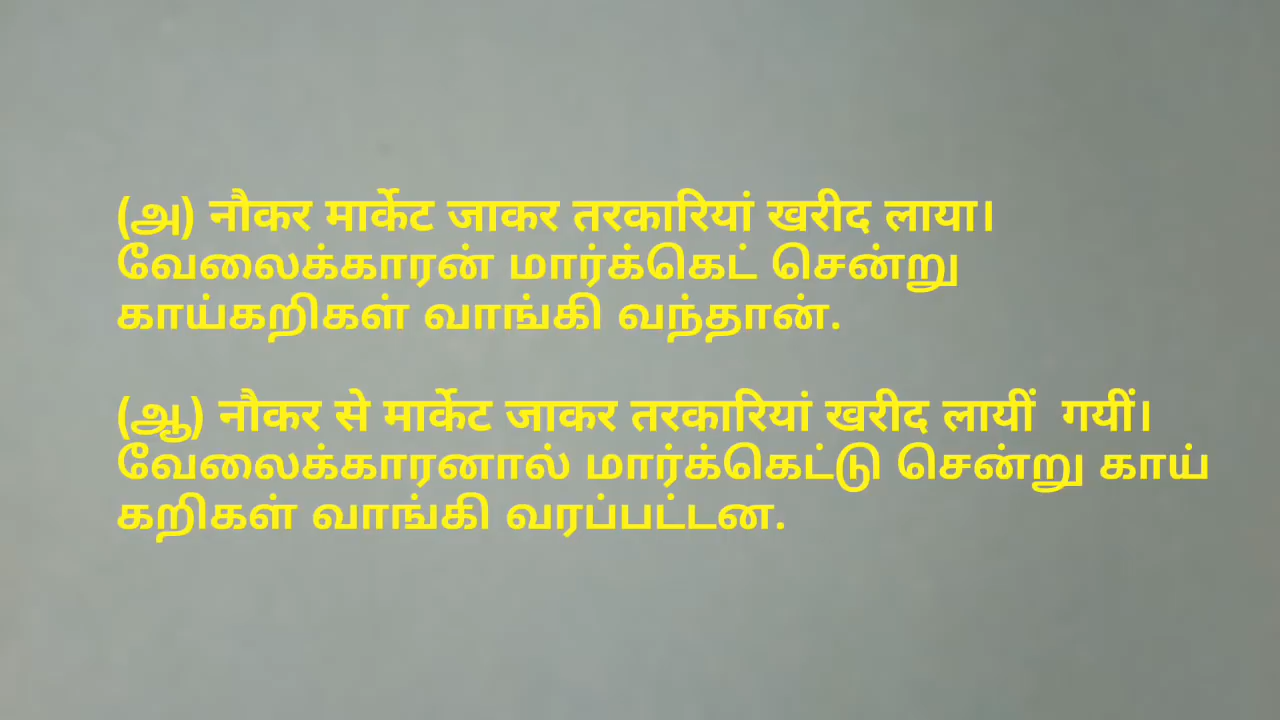 (அ) नौकर मार्केट जाकर तरकारियां खरीद लाया।
வேலைக்காரன் மார்க்கெட் சென்று
காய்கறிகள் வாங்கி வந்தான்.
(ஆ) नौकर से मार्केट जाकर तरकारियां खरीद लायीं  गयीं।
வேலைக்காரனால் மார்க்கெட்டு சென்று காய்
கறிகள் வாங்கி வரப்பட்டன.